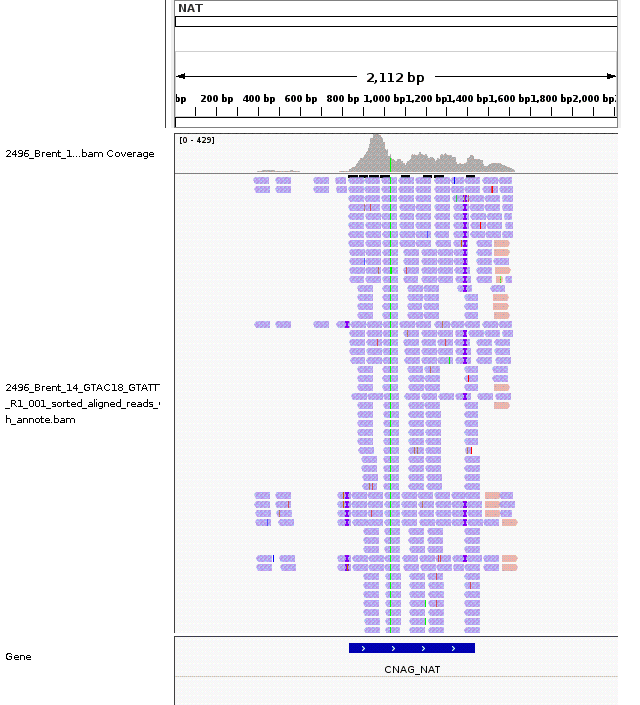 NAT
2,112 bp
bp 200 bp 400 bp 600 bp 800 bp 1,000 bp 1,200 bp 1,400 bp 1,600 bp 1,800 bp 2,000 bp
[0 - 429]
2496_Brent_1...bam Coverage
2496_Brent_14_GTAC18_GTATT
_R1_001_sorted_aligned_reads_
h_annote.bam
Gene
CNAG_NAT